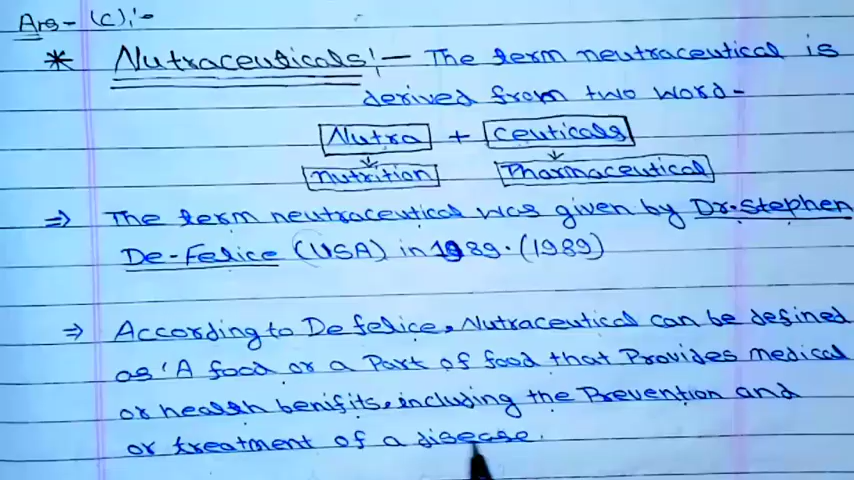 Ans- (C):-
* Nutraceuticals:- The term neutraceutical is
derived from two word-
Nutra + ceuticals
nutrition Pharmaceutical
⇒ The term neutraceutical was given by Dr. Stephen
De-Felice (USA) in 1989. (1989)
⇒ According to De felice, Nutraceutical can be defined
as 'A food or a Part of food that Provides medical
or health benifits, including the Prevention and
or treatment of a disease.